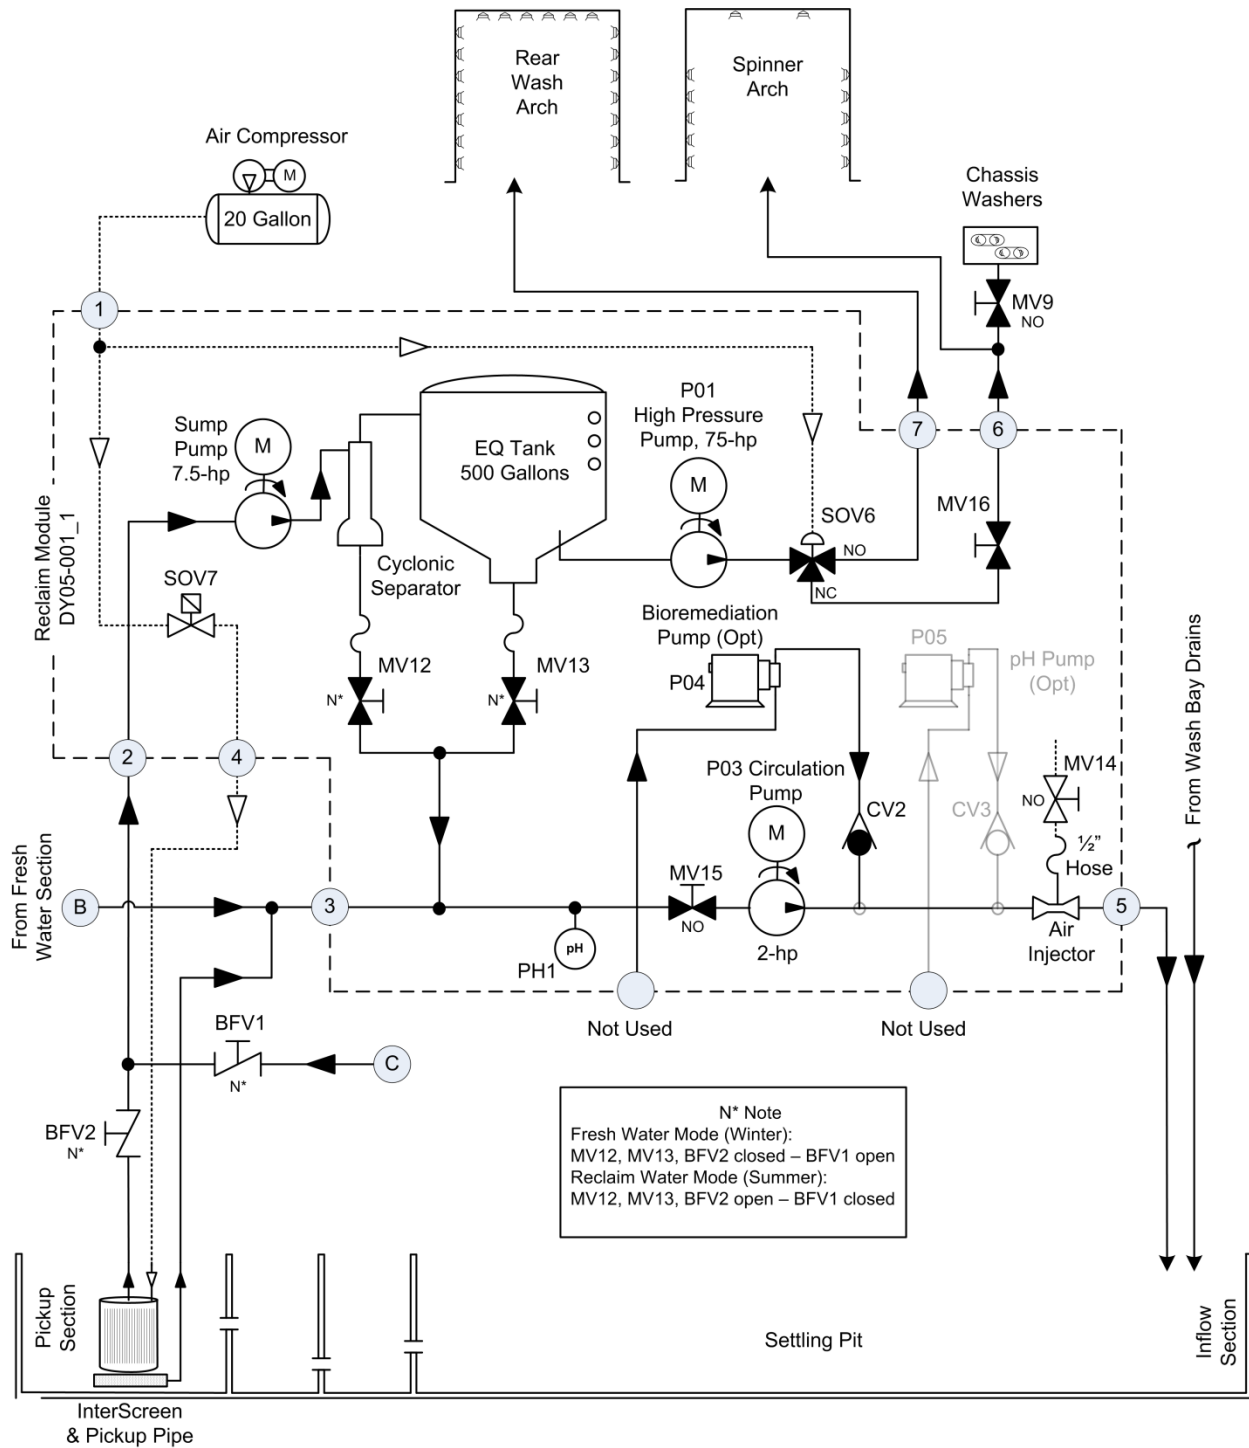 Rear
Wash
Arch
Spinner
Arch
Air Compressor
M
20 Gallon
Chassis
Washers
MV9
NO
1
Sump
Pump
7.5-hp
M
EQ Tank
500 Gallons
P01
High Pressure
Pump, 75-hp
M
7
6
MV16
SOV6
NO
NC
Cyclonic
Separator
Reclaim Module
DY05-001_1
SOV7
MV12
N*
MV13
N*
Bioremediation
Pump (Opt)
P04
P05
pH Pump
(Opt)
From Wash Bay Drains
2
4
P03 Circulation
Pump
M
2-hp
CV2
CV3
MV14
NO
½”
Hose
MV15
NO
From Fresh
Water Section
B
3
pH
PH1
Air
Injector
5
Not Used
Not Used
BFV1
N*
C
BFV2
N*
N* Note
Fresh Water Mode (Winter):
MV12, MV13, BFV2 closed – BFV1 open
Reclaim Water Mode (Summer):
MV12, MV13, BFV2 open – BFV1 closed
Pickup
Section
Settling Pit
Inflow
Section
InterScreen
& Pickup Pipe